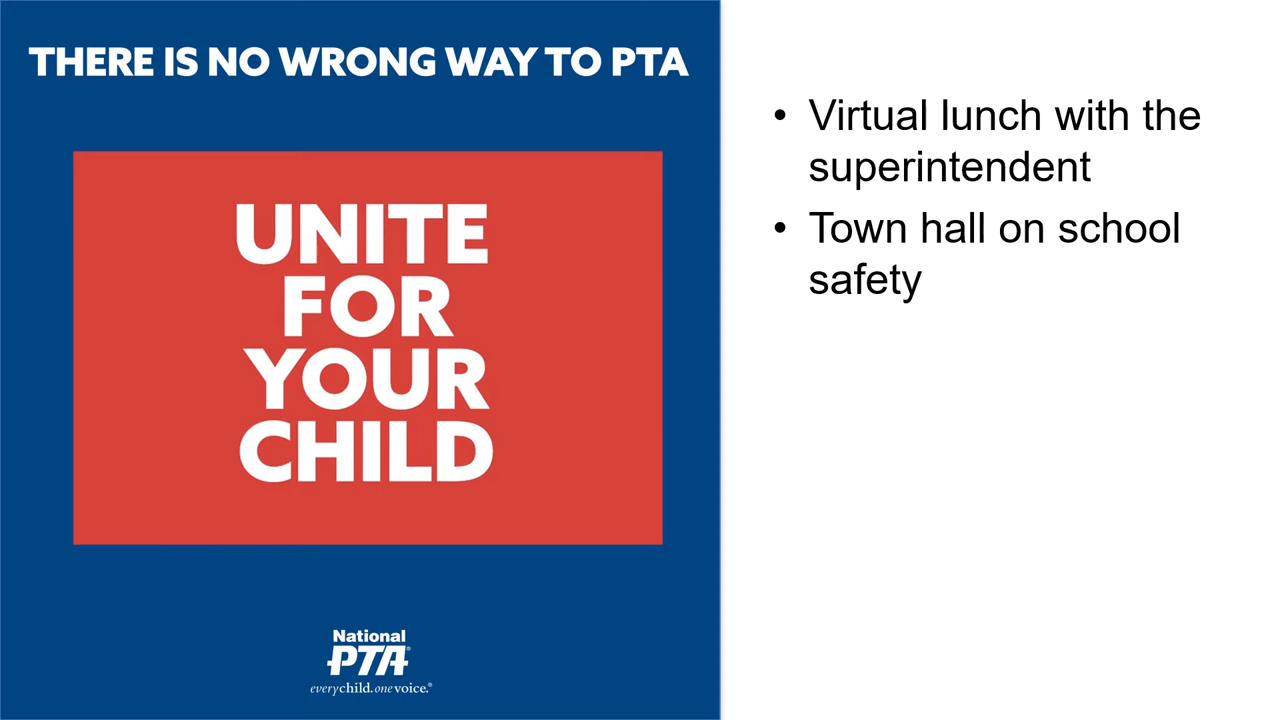 THERE IS NO WRONG WAY TO PTA
UNITE
FOR
YOUR
CHILD
National
PTA®
everychild.onevoice.®
• Virtual lunch with the
superintendent
• Town hall on school
safety